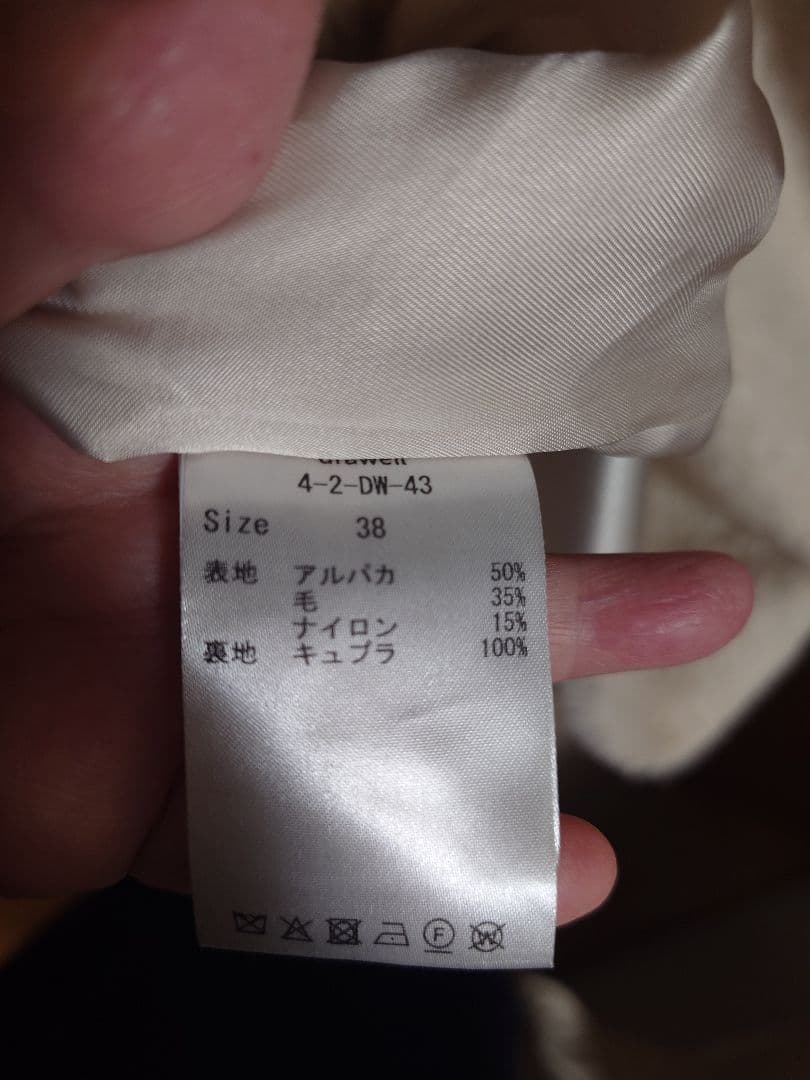 4-2-DW-43
Size 38
表地 アルパカ 50%
毛 35%
ナイロン 15%
裏地 キュプラ 100%
F W